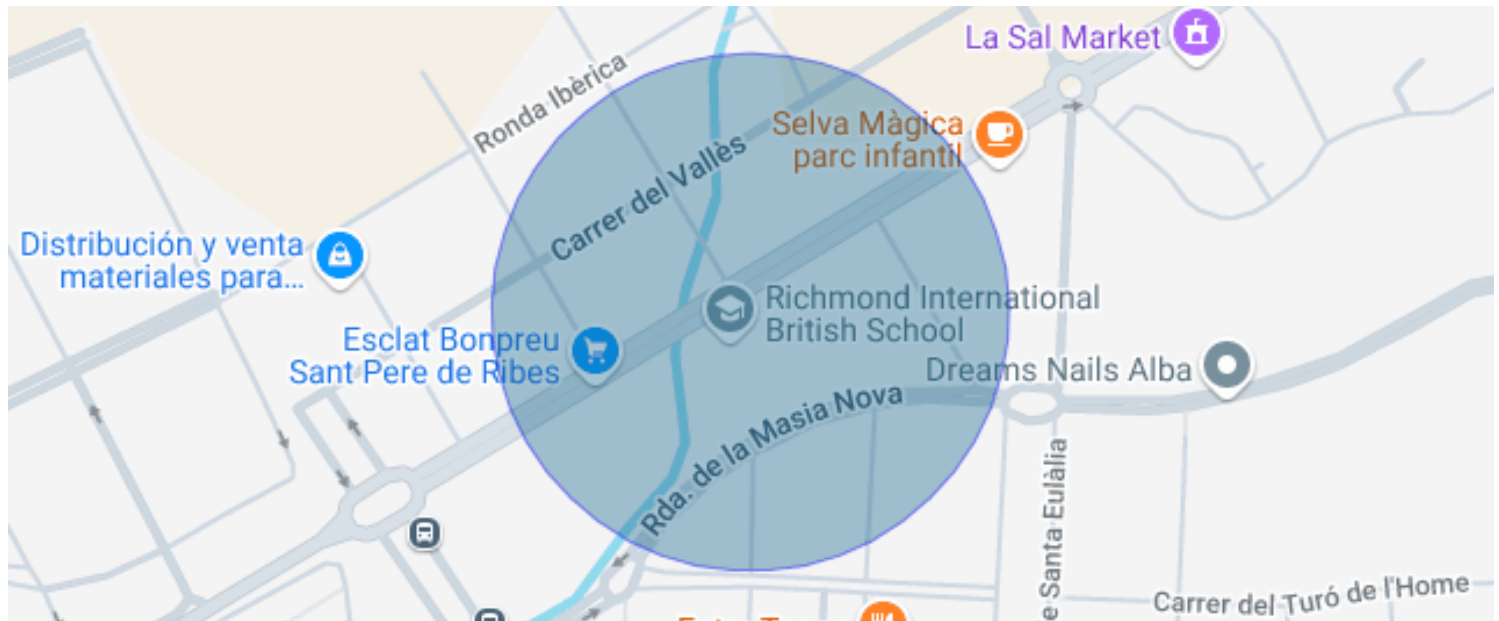 La Sal Market
Ronda Ibèrica
Selva Màgica
parc infantil
Carrer del Vallès
Distribución y venta
materiales para...
Richmond International
British School
Esclat Bonpreu
Sant Pere de Ribes
Dreams Nails Alba
Rda. de la Masia Nova
e Santa Eulàlia
Carrer del Turó de l'Home